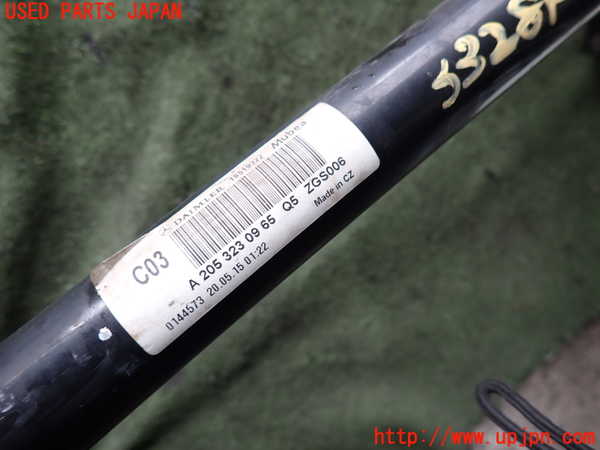 USED PARTS JAPAN
DAIMLER Mubea
C03
A 205 323 09 65 Q5 ZGS006
Made in CZ
0144573 20.05.15 01:22
http://www.upjpn.com/